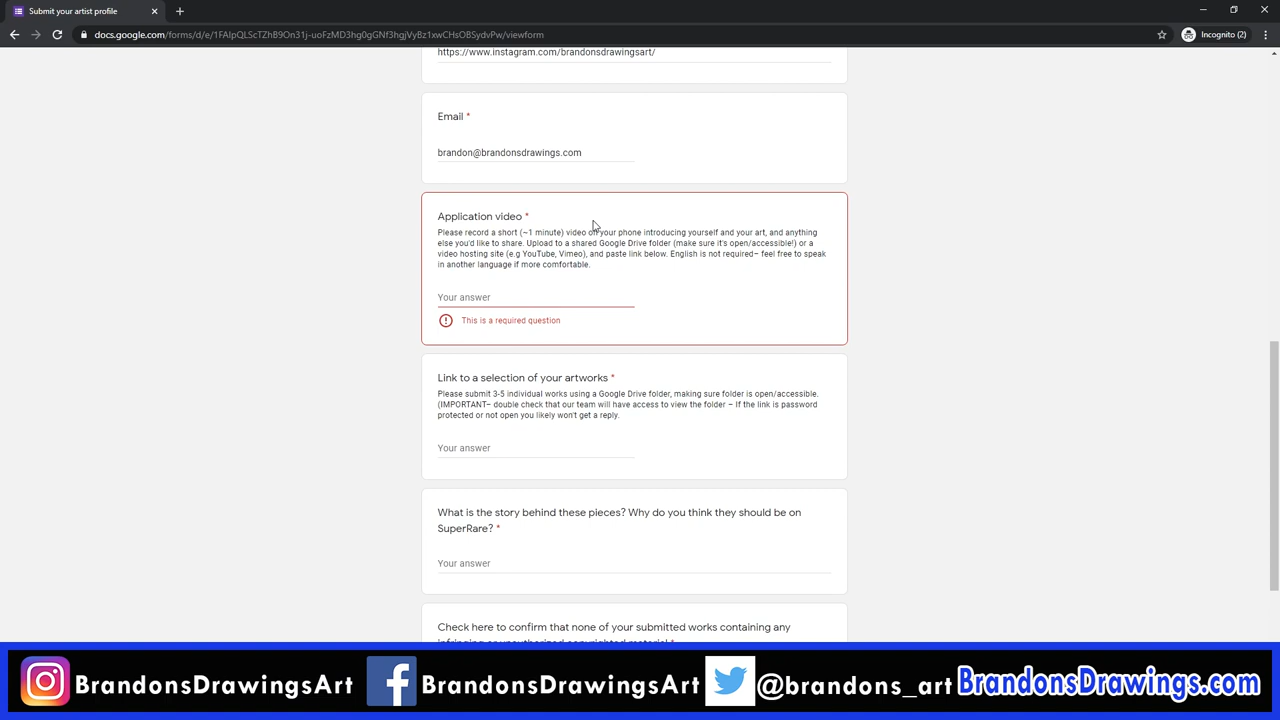 Submit your artist profile
docs.google.com/forms/d/e/1FAIpQLScTZhB9On31j-uoFzMD3hg0gGNf3hgjVyBz1xwCHsOBSydvPw/viewform
Incognito (2)
https://www.instagram.com/brandonsdrawingsart/
Email *
brandon@brandonsdrawings.com
Application video *
Please record a short (~1 minute) video on your phone introducing yourself and your art, and anything
else you'd like to share. Upload to a shared Google Drive folder (make sure it's open/accessible!) or a
video hosting site (e.g YouTube, Vimeo), and paste link below. English is not required– feel free to speak
in another language if more comfortable.
Your answer
This is a required question
Link to a selection of your artworks *
Please submit 3-5 individual works using a Google Drive folder, making sure folder is open/accessible.
(IMPORTANT– double check that our team will have access to view the folder – If the link is password
protected or not open you likely won't get a reply.
Your answer
What is the story behind these pieces? Why do you think they should be on
SuperRare? *
Your answer
Check here to confirm that none of your submitted works containing any
infringing or unauthorized copyrighted material *
BrandonsDrawingsArt
BrandonsDrawingsArt
@brandons_art
BrandonsDrawings.com